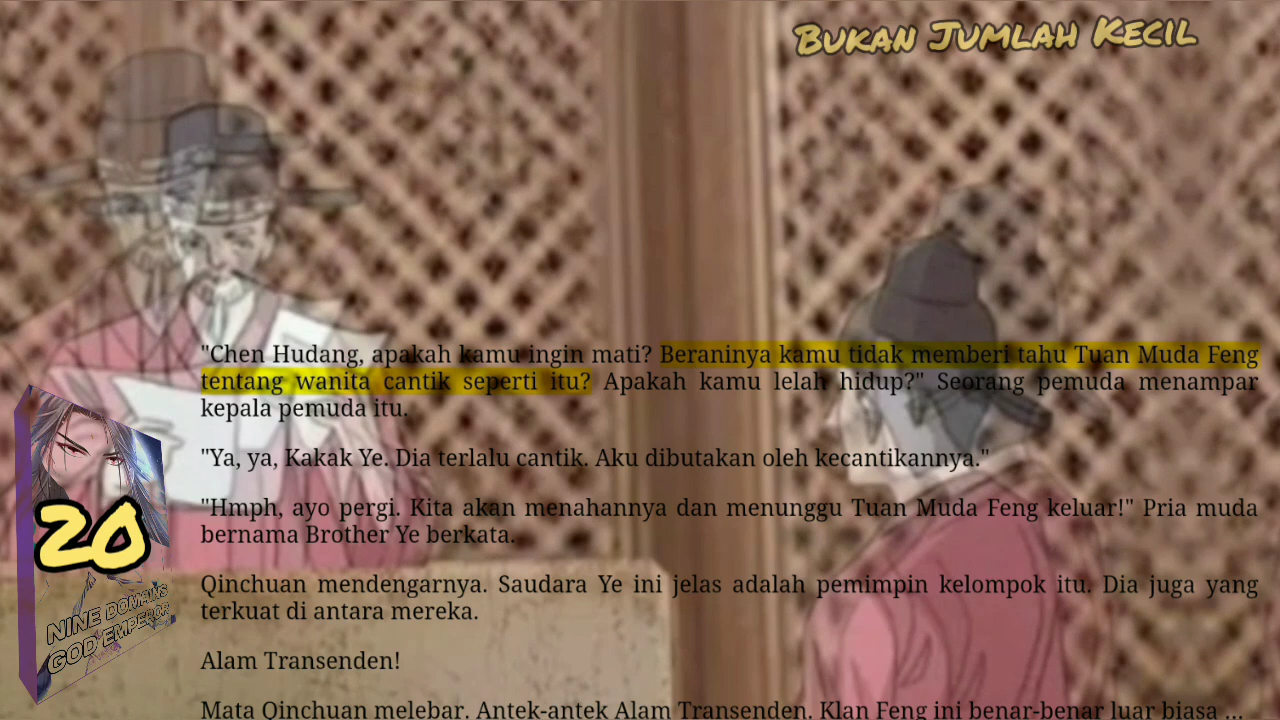 Bukan Jumlah Kecil
"Chen Hudang, apakah kamu ingin mati? Beraninya kamu tidak memberi tahu Tuan Muda Feng
tentang wanita cantik seperti itu? Apakah kamu lelah hidup?" Seorang pemuda menampar
kepala pemuda itu.
"Ya, ya, Kakak Ye. Dia terlalu cantik. Aku dibutakan oleh kecantikannya."
"Hmph, ayo pergi. Kita akan menahannya dan menunggu Tuan Muda Feng keluar!" Pria muda
bernama Brother Ye berkata.
Qinchuan mendengarnya. Saudara Ye ini jelas adalah pemimpin kelompok itu. Dia juga yang
terkuat di antara mereka.
Alam Transenden!
Mata Qinchuan melebar. Antek-antek Alam Transenden. Klan Feng ini benar-benar luar biasa ...
20
NINE DOMAINS
GOD EMPEROR